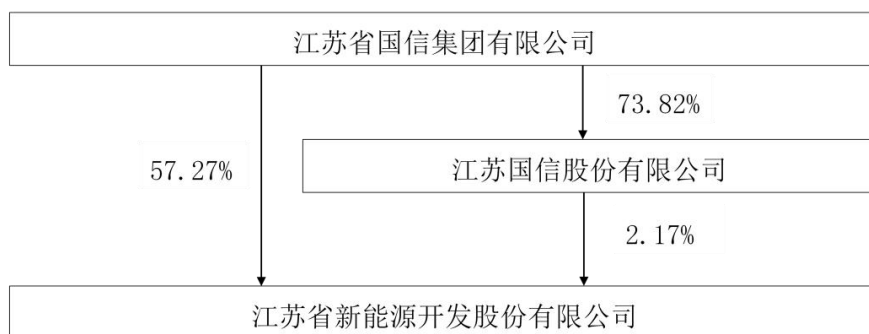 江苏省国信集团有限公司
73.82%
57.27%
江苏国信股份有限公司
2.17%
江苏省新能源开发股份有限公司